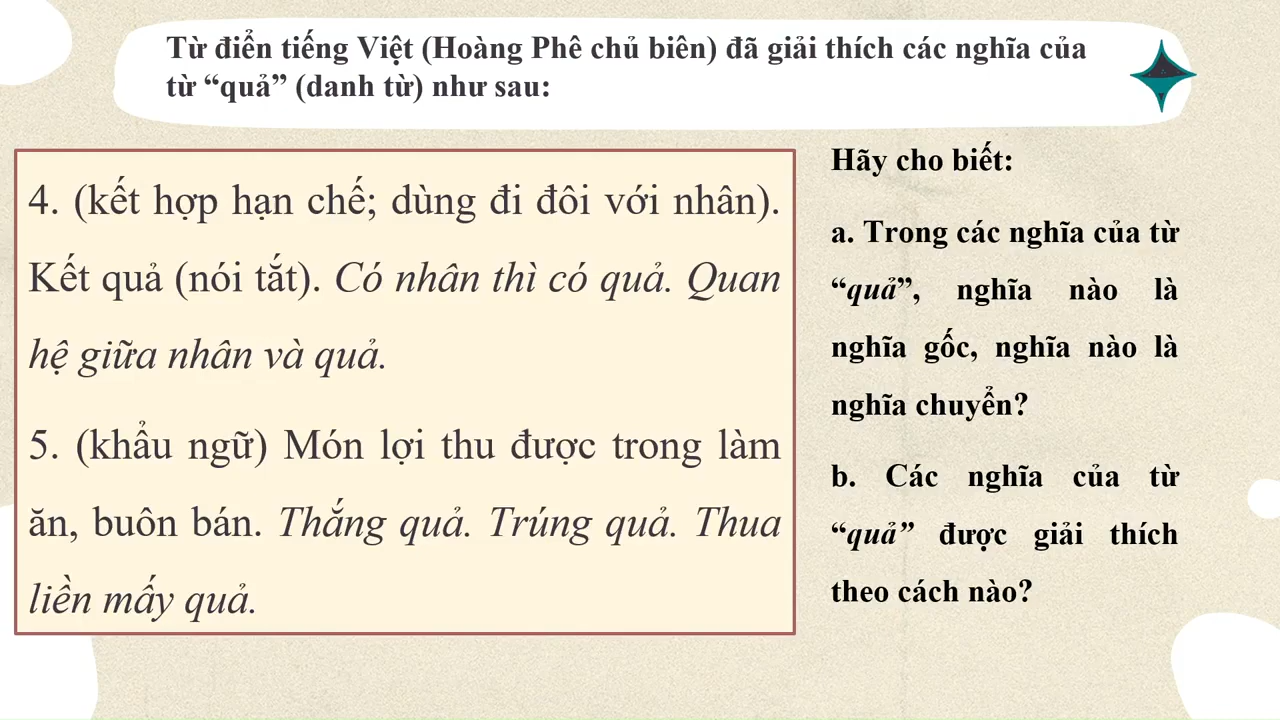 Từ điển tiếng Việt (Hoàng Phê chủ biên) đã giải thích các nghĩa của
từ “quả” (danh từ) như sau:
4. (kết hợp hạn chế; dùng đi đôi với nhân).
Kết quả (nói tắt). Có nhân thì có quả. Quan
hệ giữa nhân và quả.
5. (khẩu ngữ) Món lợi thu được trong làm
ăn, buôn bán. Thắng quả. Trúng quả. Thua
liền mấy quả.
Hãy cho biết:
a. Trong các nghĩa của từ
“quả”, nghĩa nào là
nghĩa gốc, nghĩa nào là
nghĩa chuyển?
b. Các nghĩa của từ
“quả” được giải thích
theo cách nào?